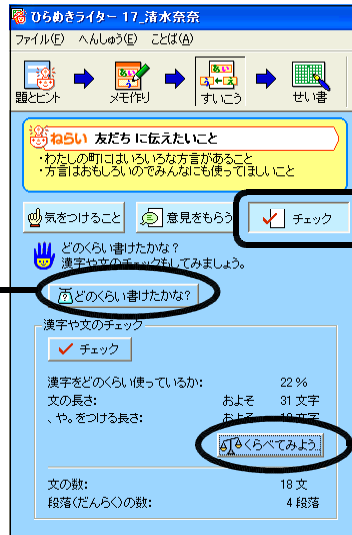 ひらめきライター 17_清水奈奈
ファイル(F) へんしゅう(E) ことば(A)
題とヒント メモ作り すいこう せい書
ねらい 友だち に伝えたいこと
・わたしの町にはいろいろな方言があること
・方言はおもしろいのでみんなにも使ってほしいこと
気をつけること 意見をもらう チェック
どのくらい書けたかな？
漢字や文のチェックもしてみましょう。
どのくらい書けたかな?
漢字や文のチェック
チェック
漢字をどのくらい使っているか: 22 %
文の長さ: およそ 31 文字
、や。をつける長さ: およそ 文字
くらべてみよう...
文の数: 18 文
段落(だんらく)の数: 4 段落